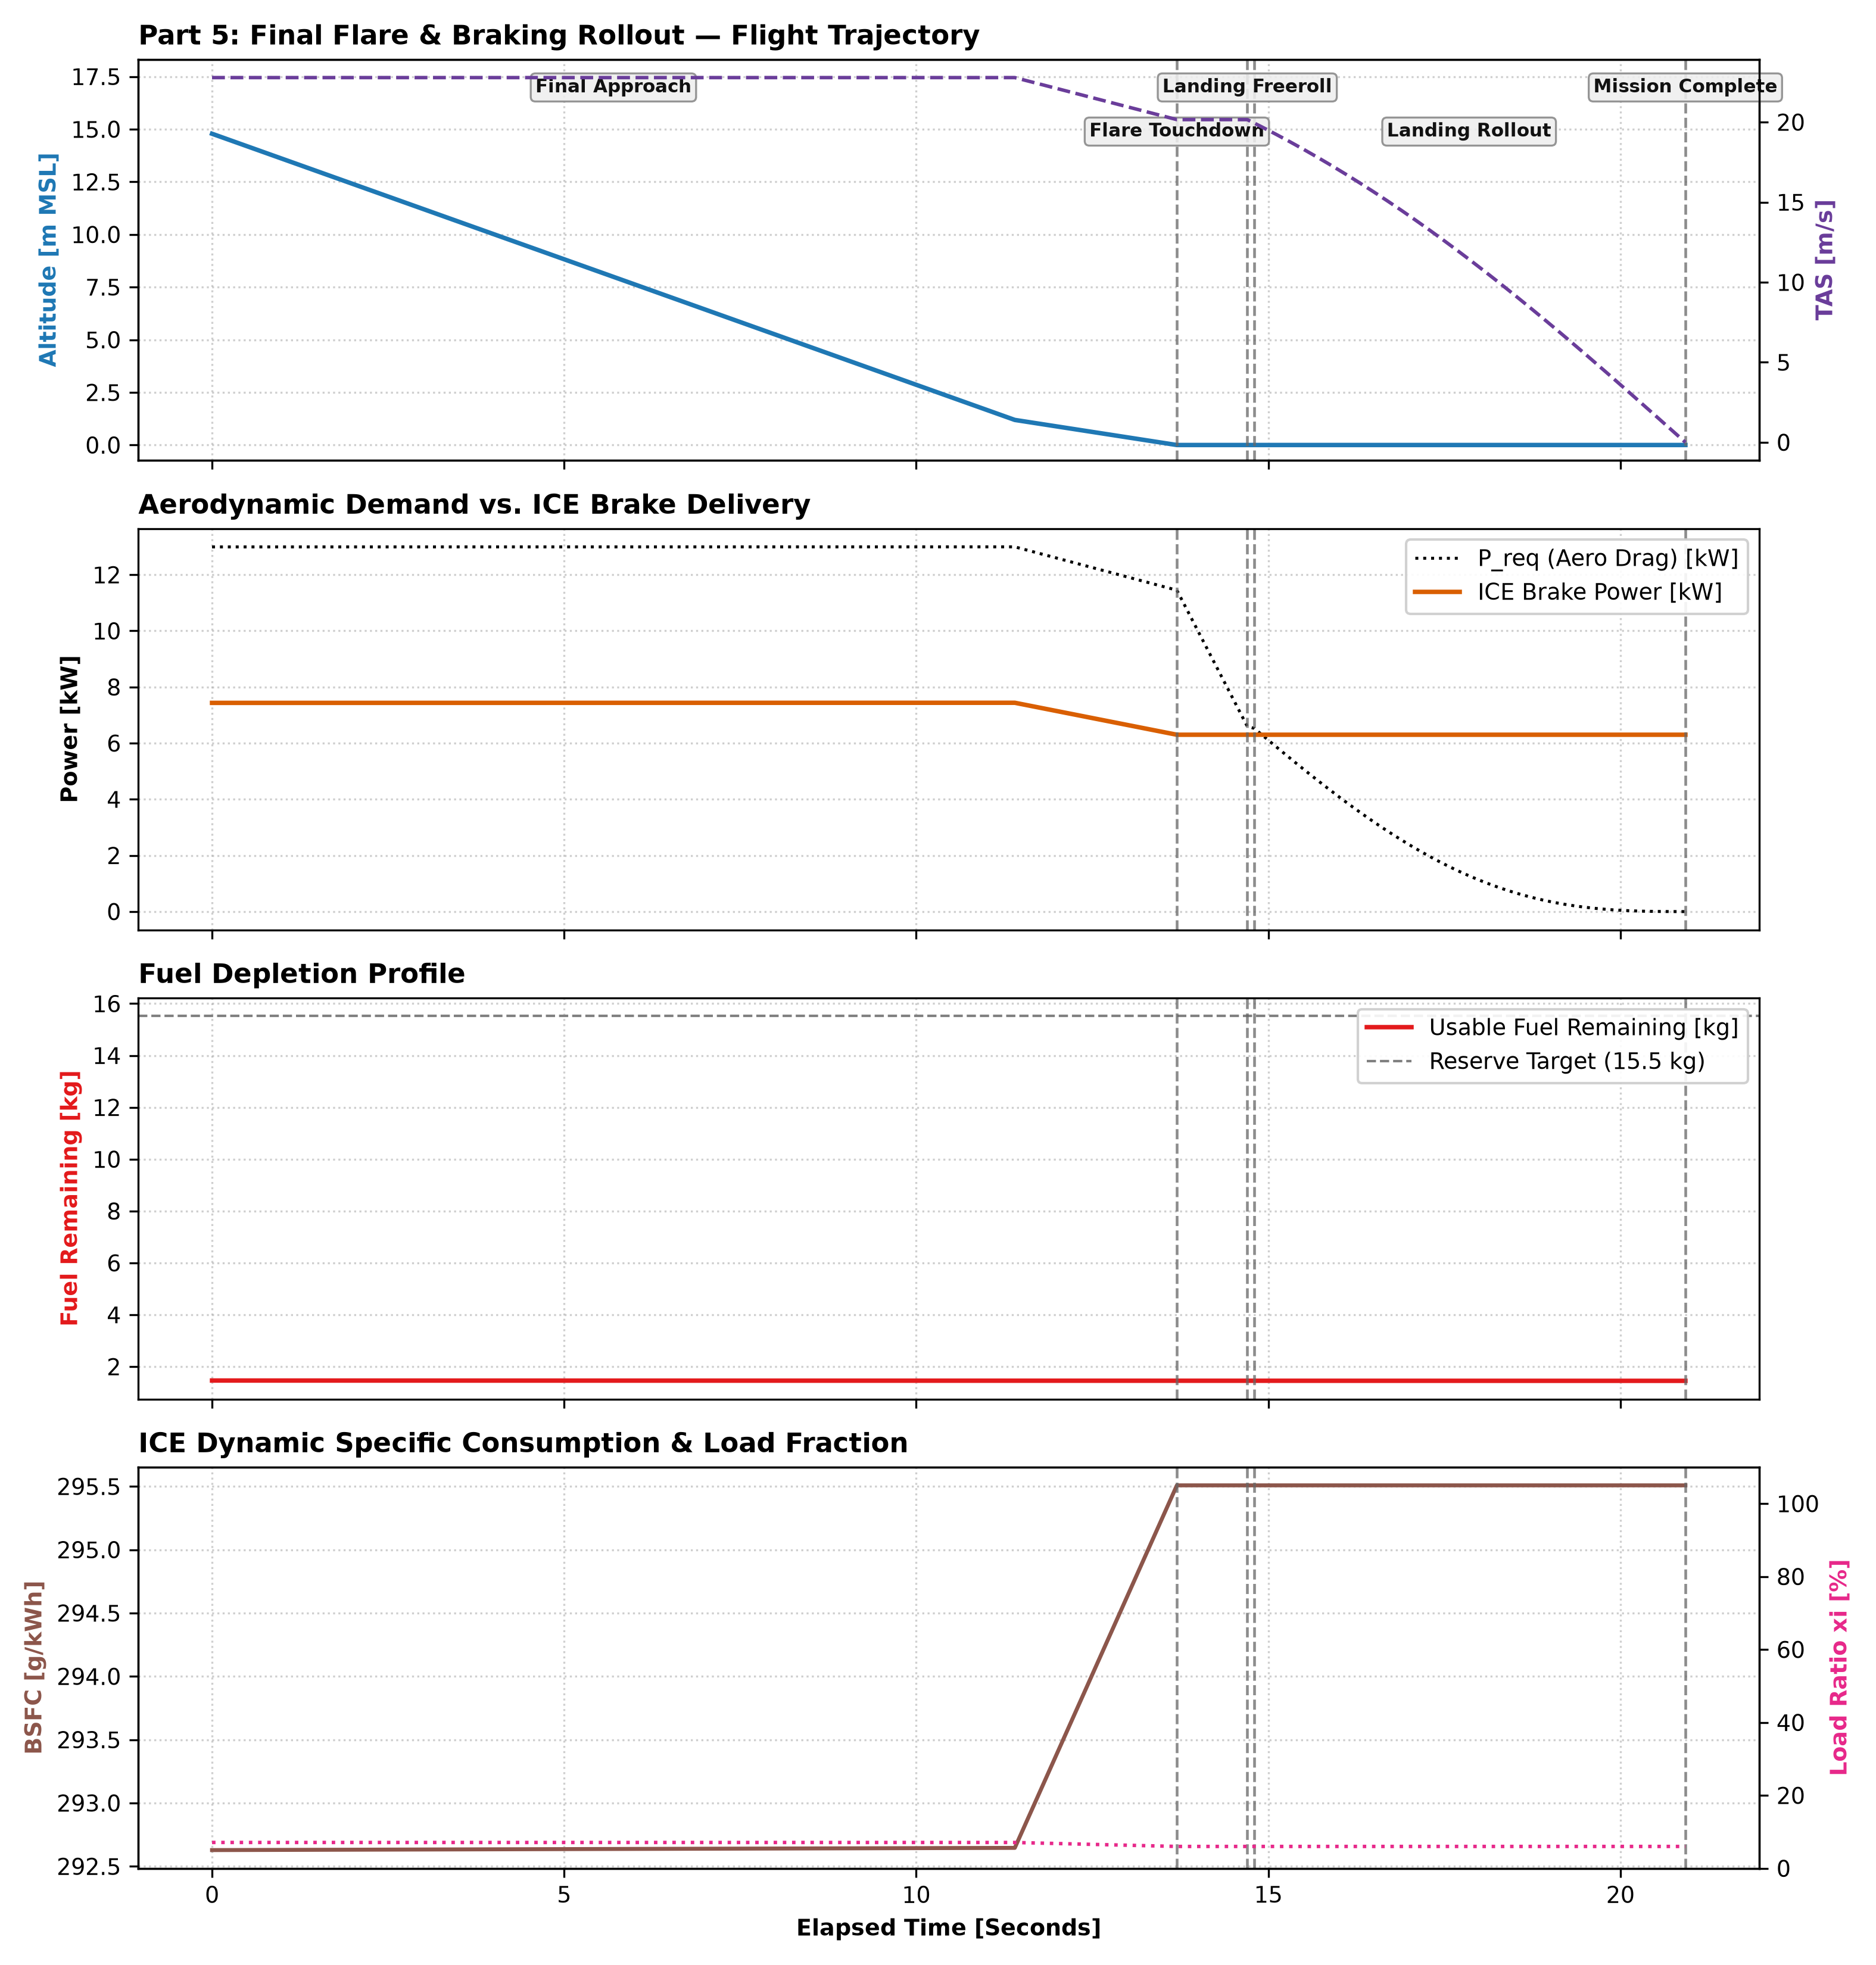 Part 5: Final Flare & Braking Rollout — Flight Trajectory
Altitude [m MSL]
17.5
15.0
12.5
10.0
7.5
5.0
2.5
0.0
Final Approach
Landing Freeroll
Mission Complete
Flare Touchdown
Landing Rollout
20
15
10
5
0
TAS [m/s]
Aerodynamic Demand vs. ICE Brake Delivery
Power [kW]
12
10
8
6
4
2
0
P_req (Aero Drag) [kW]
ICE Brake Power [kW]
Fuel Depletion Profile
Fuel Remaining [kg]
16
14
12
10
8
6
4
2
Usable Fuel Remaining [kg]
Reserve Target (15.5 kg)
ICE Dynamic Specific Consumption & Load Fraction
BSFC [g/kWh]
295.5
295.0
294.5
294.0
293.5
293.0
292.5
100
80
60
40
20
0
Load Ratio xi [%]
0 5 10 15 20
Elapsed Time [Seconds]